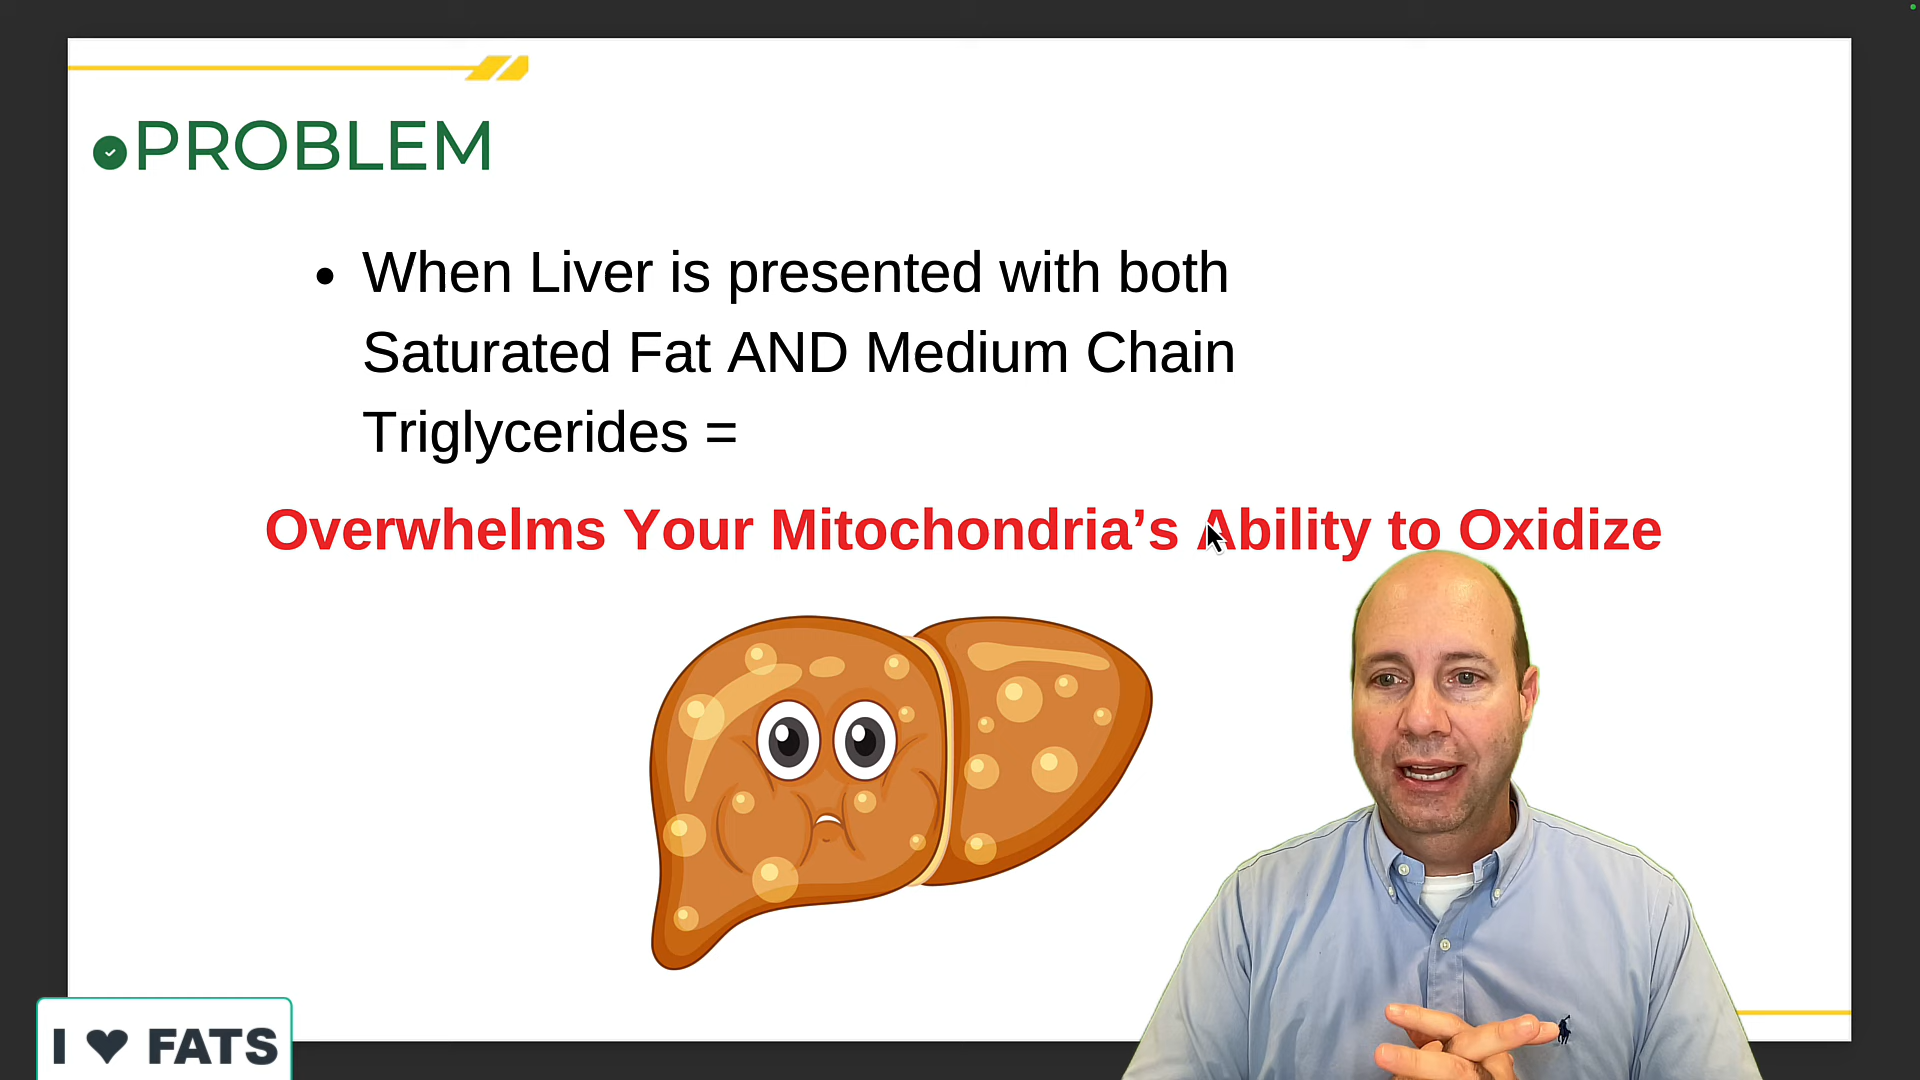 PROBLEM
• When Liver is presented with both
Saturated Fat AND Medium Chain
Triglycerides =
Overwhelms Your Mitochondria’s Ability to Oxidize
I ♥ FATS